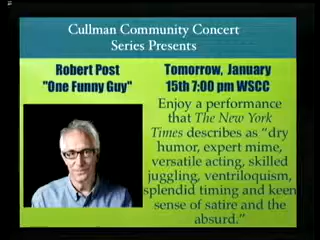 Cullman Community Concert
Series Presents
Robert Post
"One Funny Guy"
Tomorrow, January
15th 7:00 pm WSCC
Enjoy a performance
that The New York
Times describes as "dry
humor, expert mime,
versatile acting, skilled
juggling, ventriloquism,
splendid timing and keen
sense of satire and the
absurd."